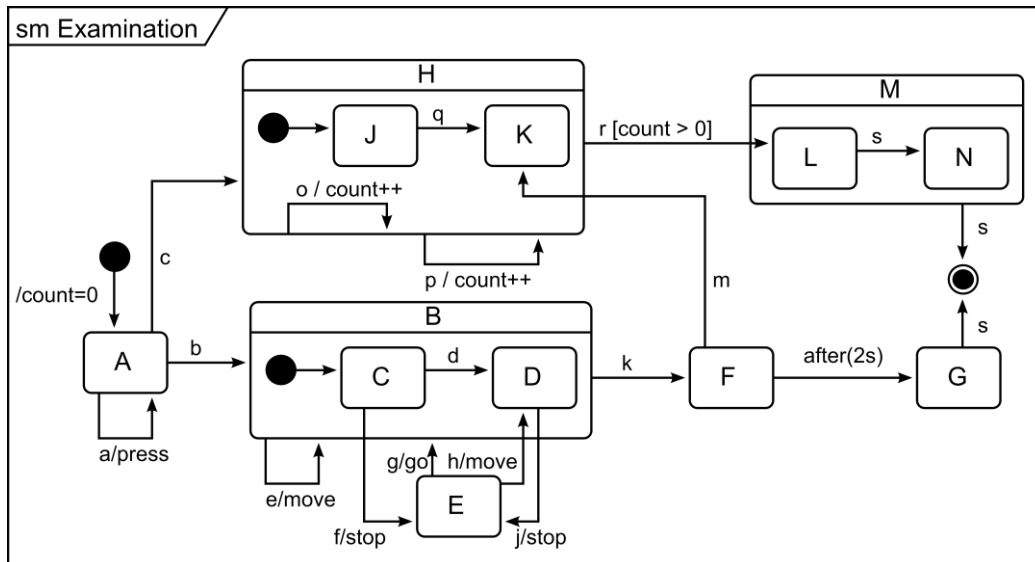 sm Examination
H
M
J
q
K
r [count > 0]
L
s
N
o / count++
c
p / count++
s
/count=0
m
B
s
A
b
C
d
D
k
F
after(2s)
G
a/press
g/go
h/move
e/move
E
f/stop
j/stop